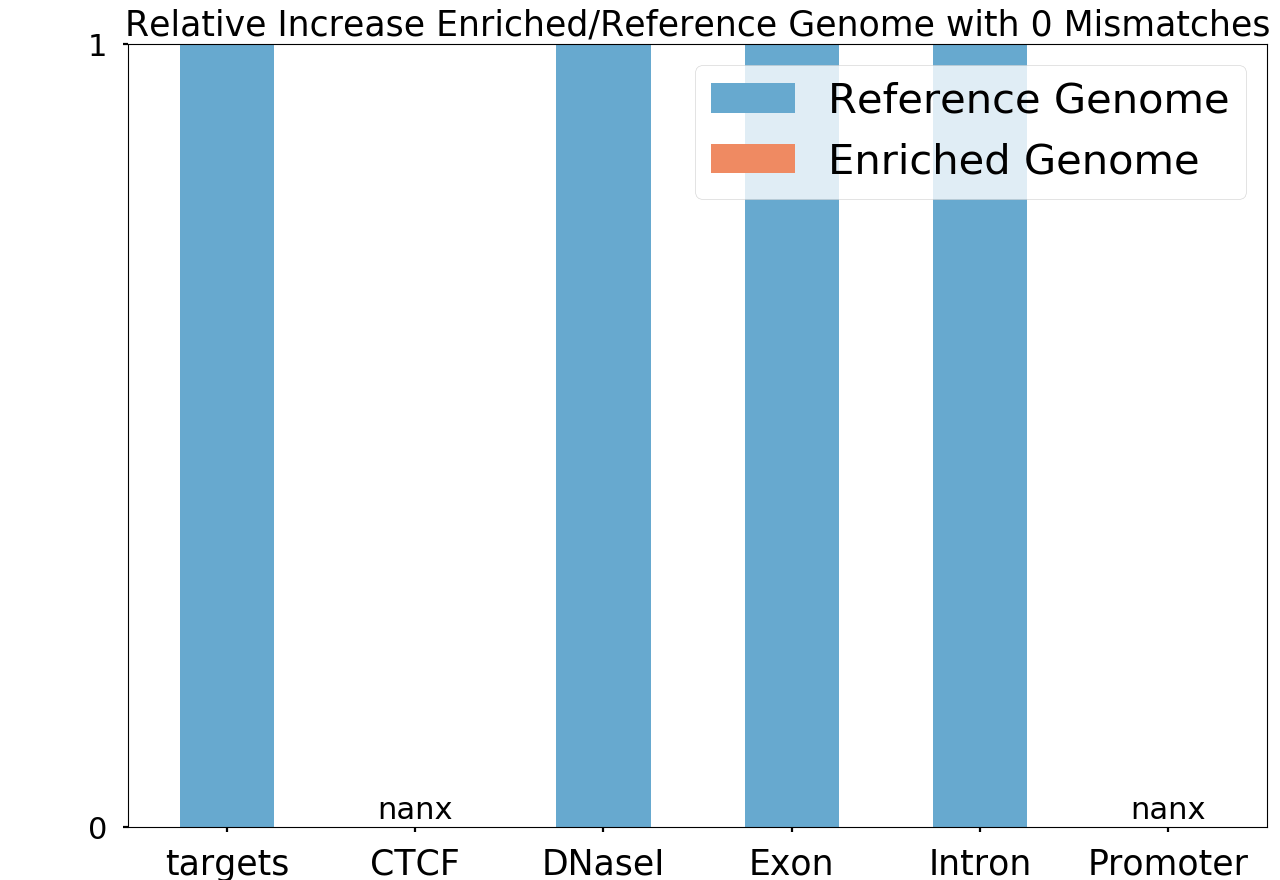 Relative Increase Enriched/Reference Genome with 0 Mismatches
1
Reference Genome
Enriched Genome
nanx
nanx
0
targets
CTCF
DNaseI
Exon
Intron
Promoter